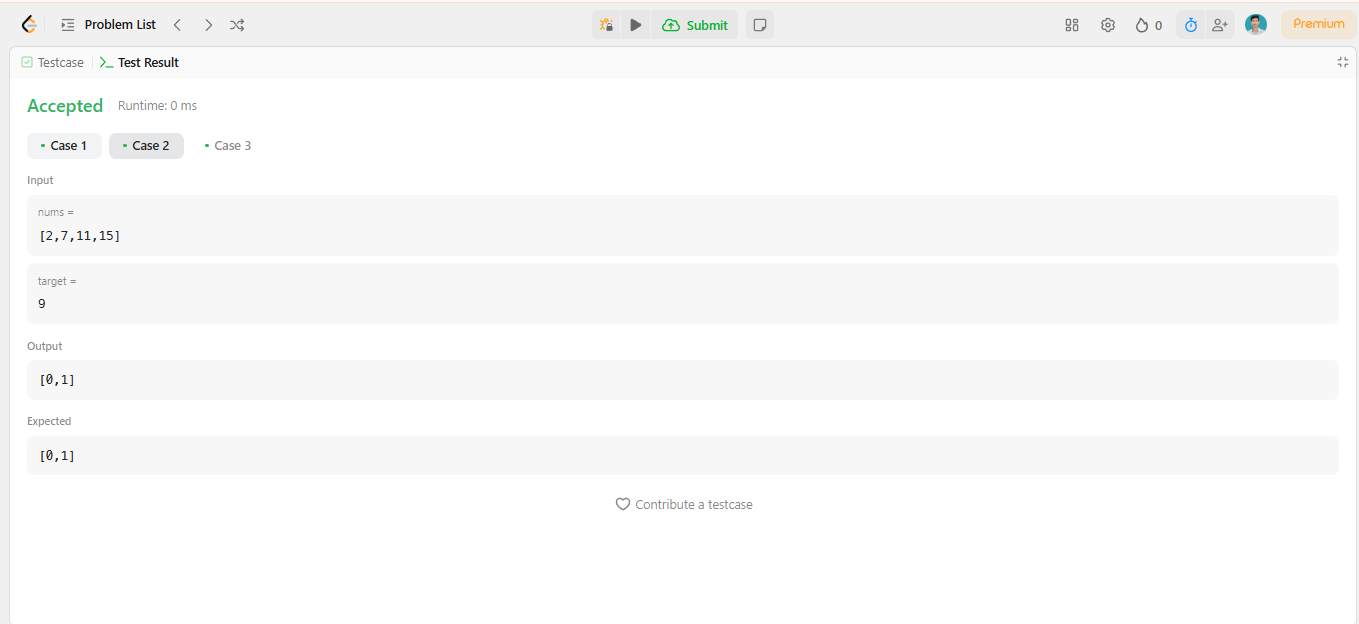 Problem List Submit 0 Premium
Testcase Test Result
Accepted Runtime: 0 ms
Case 1 Case 2 Case 3
Input
nums =
[2,7,11,15]
target =
9
Output
[0,1]
Expected
[0,1]
Contribute a testcase